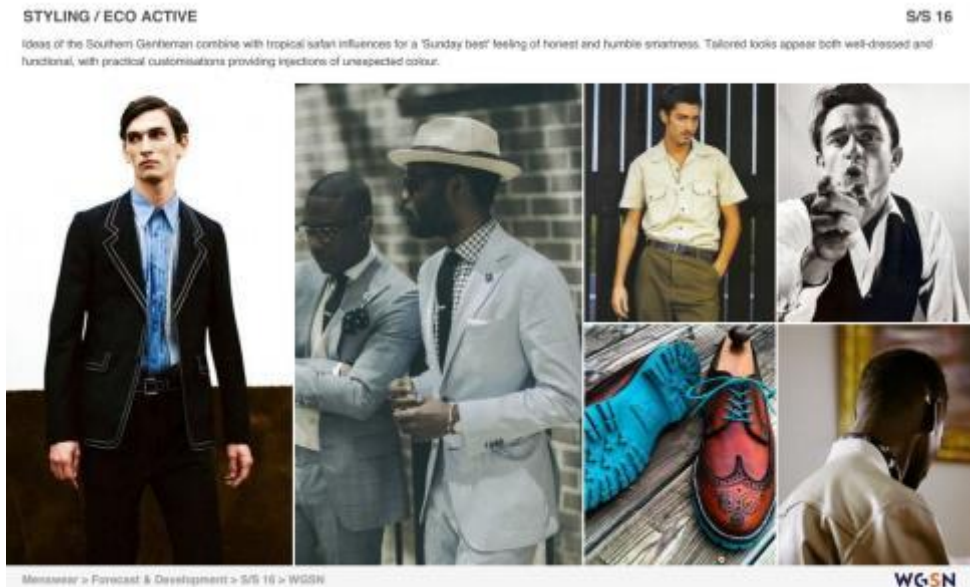 STYLING / ECO ACTIVE
S/S 16
Ideas of the Southern Gentleman combine with tropical safari influences for a 'Sunday best' feeling of honest and humble smartness. Tailored looks appear both well-dressed and
functional, with practical customisations providing injections of unexpected colour.
Menswear > Forecast & Development > S/S 16 > WGSN
WGSN